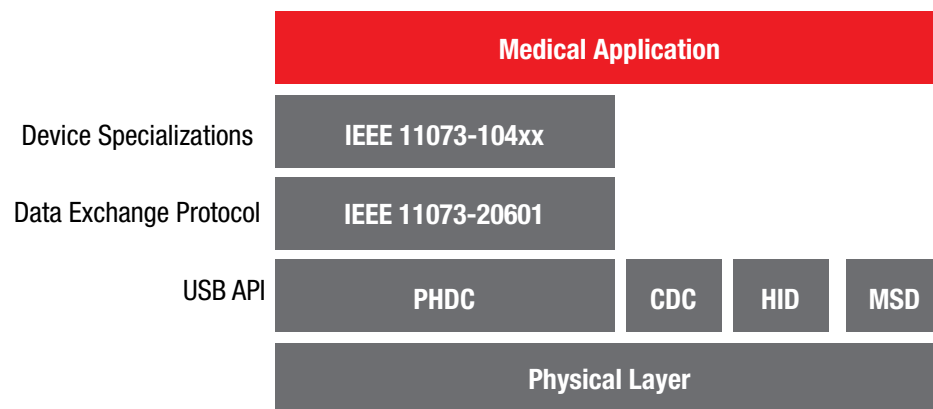 Medical Application
Device Specializations
IEEE 11073-104xx
Data Exchange Protocol
IEEE 11073-20601
USB API
PHDC
CDC
HID
MSD
Physical Layer